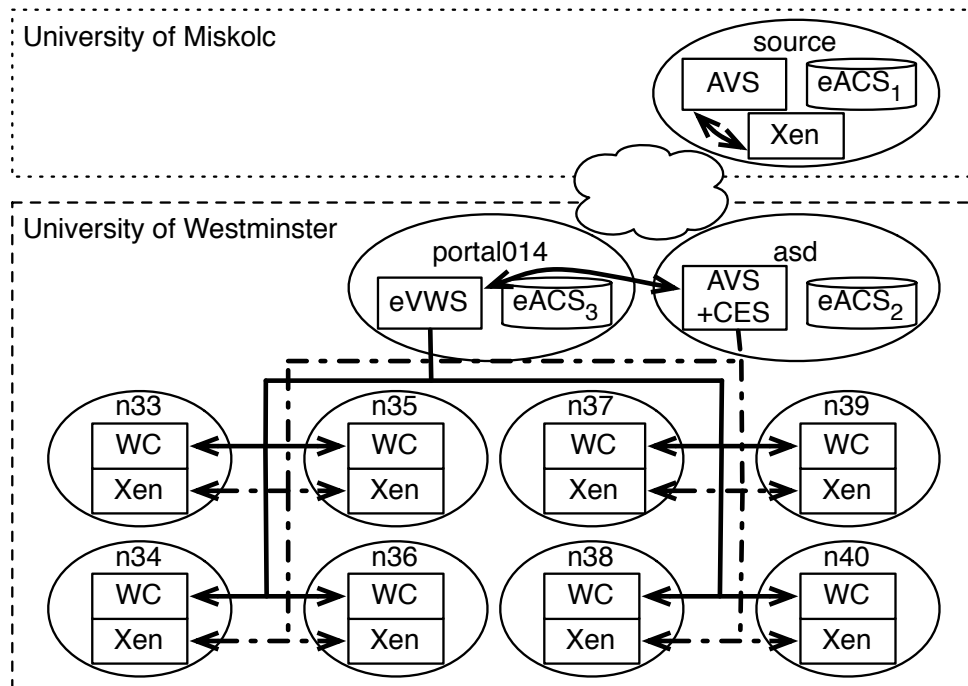 University of Miskolc
source
AVS
eACS₁
Xen
University of Westminster
portal014
asd
eVWS
eACS₃
AVS
+CES
eACS₂
n33
n35
n37
n39
WC
WC
WC
WC
Xen
Xen
Xen
Xen
n34
n36
n38
n40
WC
WC
WC
WC
Xen
Xen
Xen
Xen